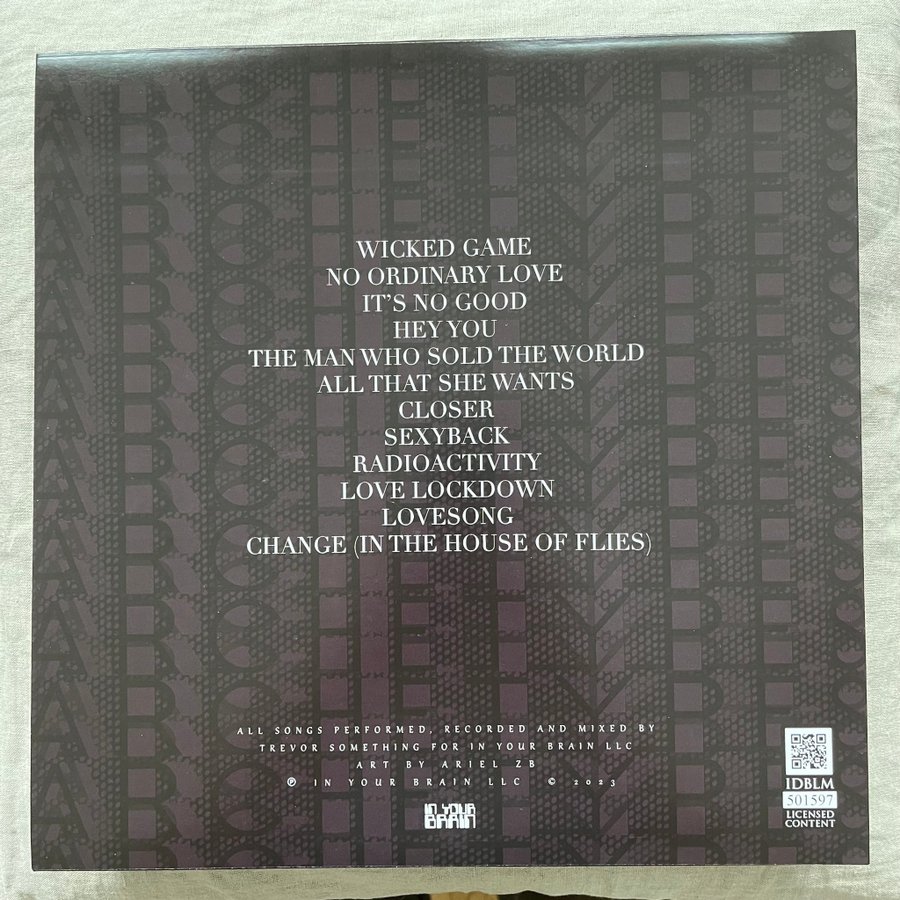 WICKED GAME
NO ORDINARY LOVE
IT'S NO GOOD
HEY YOU
THE MAN WHO SOLD THE WORLD
ALL THAT SHE WANTS
CLOSER
SEXYBACK
RADIOACTIVITY
LOVE LOCKDOWN
LOVESONG
CHANGE (IN THE HOUSE OF FLIES)
ALL SONGS PERFORMED, RECORDED AND MIXED BY
TREVOR SOMETHING FOR IN YOUR BRAIN LLC
ART BY ARIEL ZB
℗ IN YOUR BRAIN LLC © 2023
IN YOUR
BRAIN
IDBLM
501597
LICENSED
CONTENT